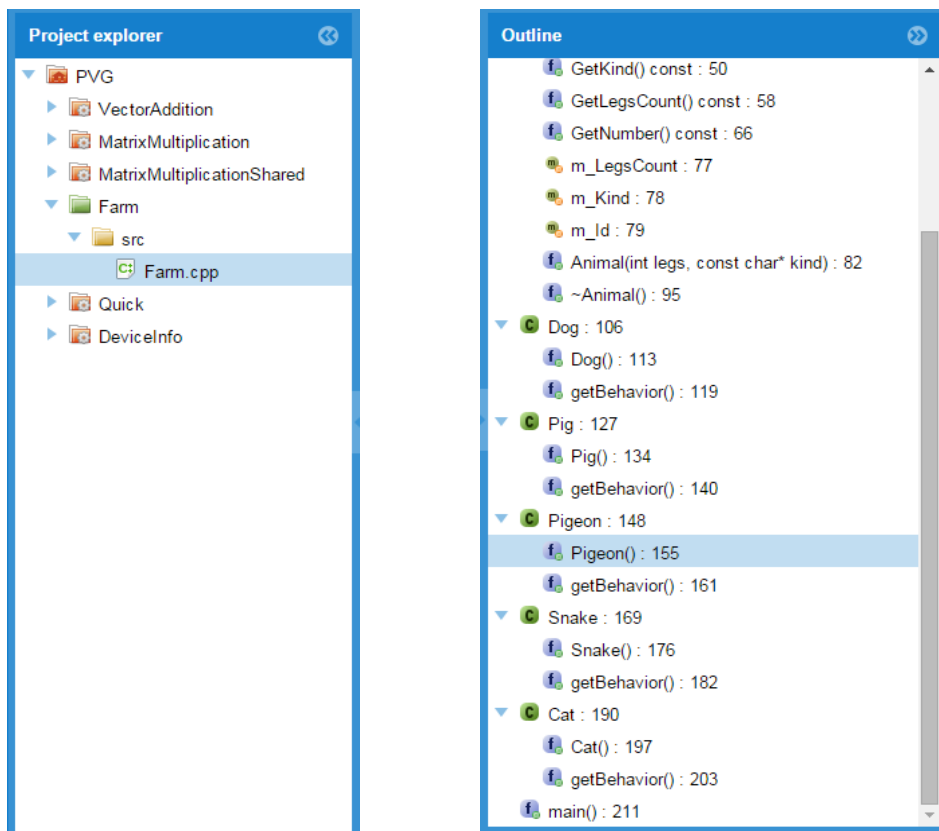 Project explorer
PVG
VectorAddition
MatrixMultiplication
MatrixMultiplicationShared
Farm
src
Farm.cpp
Quick
DeviceInfo
Outline
GetKind() const : 50
GetLegsCount() const : 58
GetNumber() const : 66
m_LegsCount : 77
m_Kind : 78
m_Id : 79
Animal(int legs, const char* kind) : 82
~Animal() : 95
Dog : 106
Dog() : 113
getBehavior() : 119
Pig : 127
Pig() : 134
getBehavior() : 140
Pigeon : 148
Pigeon() : 155
getBehavior() : 161
Snake : 169
Snake() : 176
getBehavior() : 182
Cat : 190
Cat() : 197
getBehavior() : 203
main() : 211